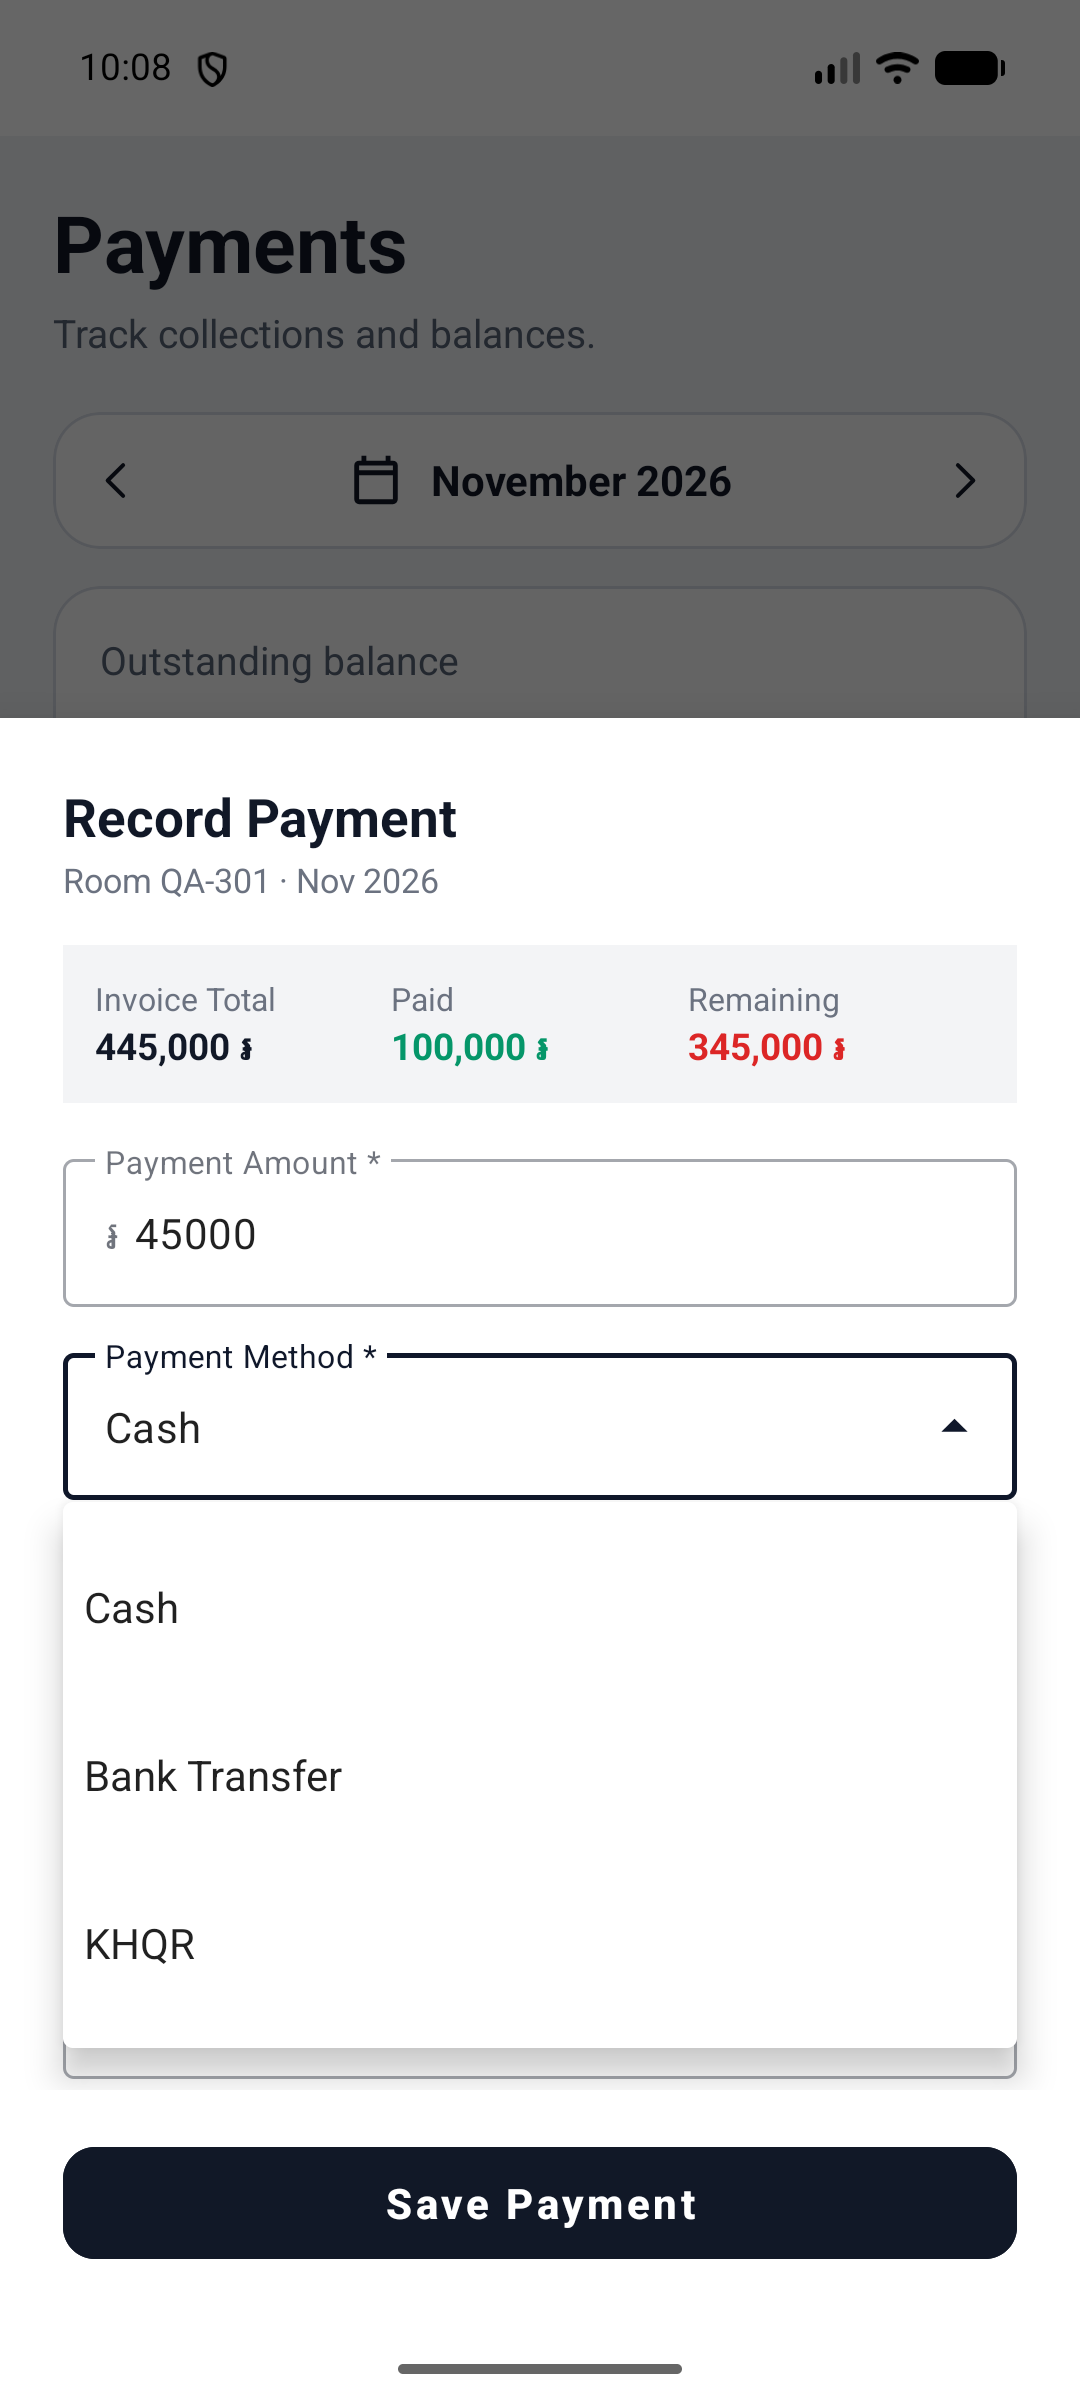 10:08
Payments
Track collections and balances.
November 2026
Outstanding balance
Record Payment
Room QA-301 · Nov 2026
Invoice Total
445,000 ៛
Paid
100,000 ៛
Remaining
345,000 ៛
Payment Amount *
៛ 45000
Payment Method *
Cash
Cash
Bank Transfer
KHQR
Save Payment